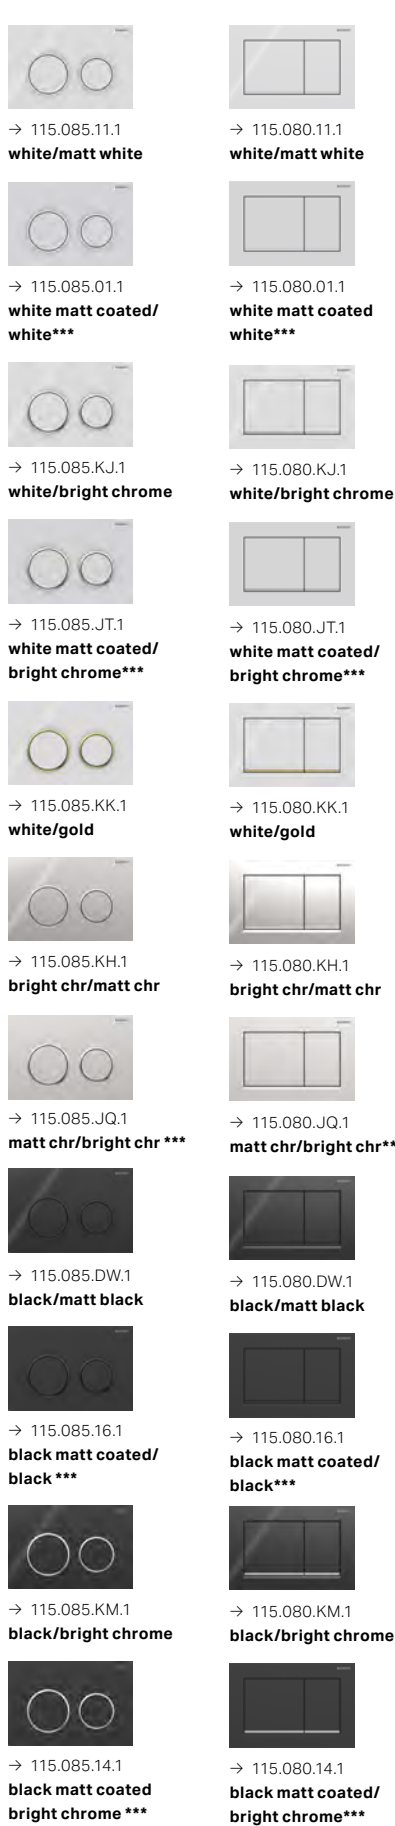 → 115.085.11.1
white/matt white
→ 115.080.11.1
white/matt white
→ 115.085.01.1
white matt coated/
white***
→ 115.080.01.1
white matt coated
white***
→ 115.085.KJ.1
white/bright chrome
→ 115.080.KJ.1
white/bright chrome
→ 115.085.JT.1
white matt coated/
bright chrome***
→ 115.080.JT.1
white matt coated/
bright chrome***
→ 115.085.KK.1
white/gold
→ 115.080.KK.1
white/gold
→ 115.085.KH.1
bright chr/matt chr
→ 115.080.KH.1
bright chr/matt chr
→ 115.085.JQ.1
matt chr/bright chr ***
→ 115.080.JQ.1
matt chr/bright chr**
→ 115.085.DW.1
black/matt black
→ 115.080.DW.1
black/matt black
→ 115.085.16.1
black matt coated/
black ***
→ 115.080.16.1
black matt coated/
black***
→ 115.085.KM.1
black/bright chrome
→ 115.080.KM.1
black/bright chrome
→ 115.085.14.1
black matt coated
bright chrome ***
→ 115.080.14.1
black matt coated/
bright chrome***